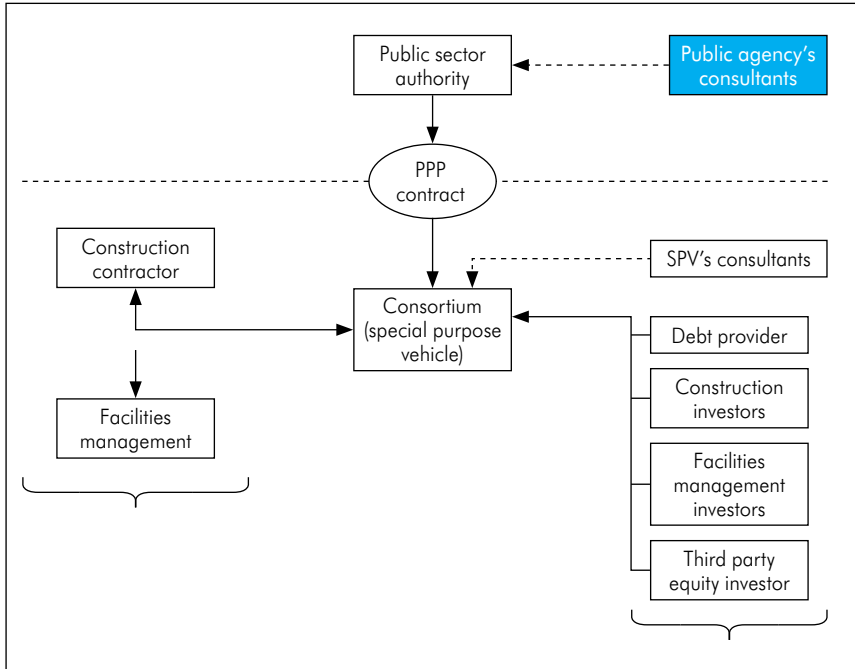 Public sector
authority
Public agency's
consultants
PPP
contract
Construction
contractor
SPV's consultants
Consortium
(special purpose
vehicle)
Debt provider
Construction
investors
Facilities
management
Facilities
management
investors
Third party
equity investor